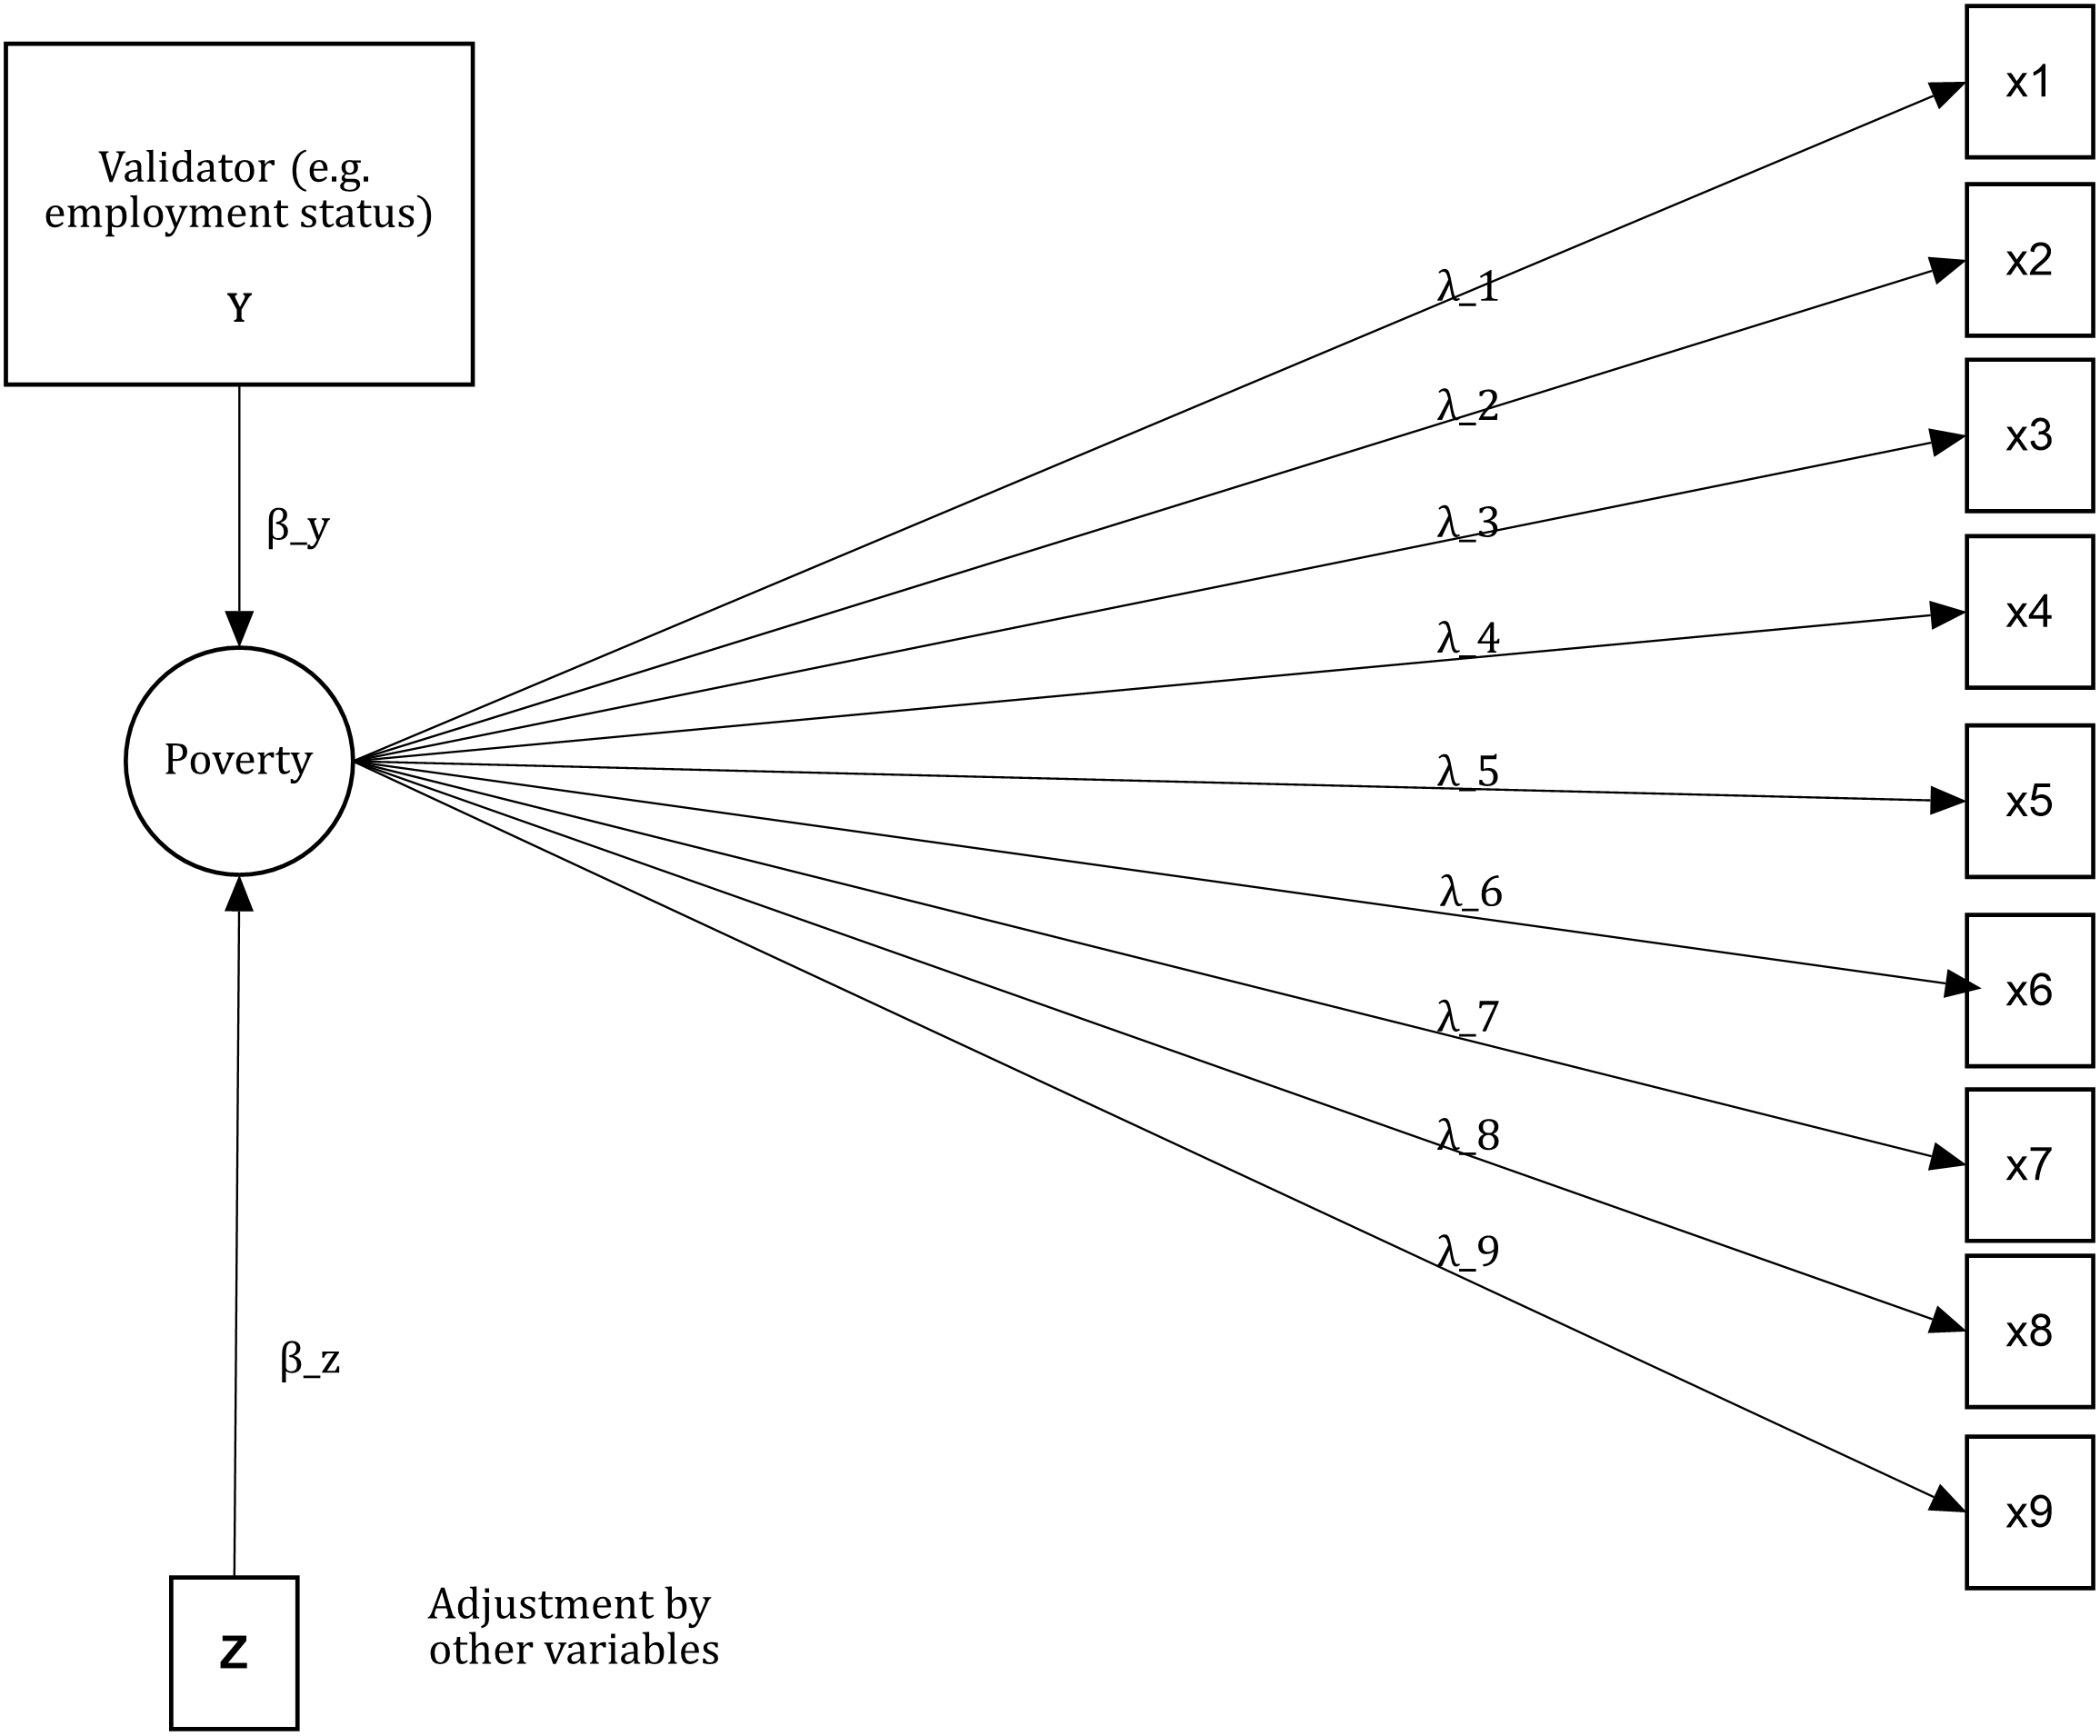 Validator (e.g.
employment status)
Y
β_y
Poverty
β_z
Z
Adjustment by
other variables
λ_1
λ_2
λ_3
λ_4
λ_5
λ_6
λ_7
λ_8
λ_9
x1
x2
x3
x4
x5
x6
x7
x8
x9